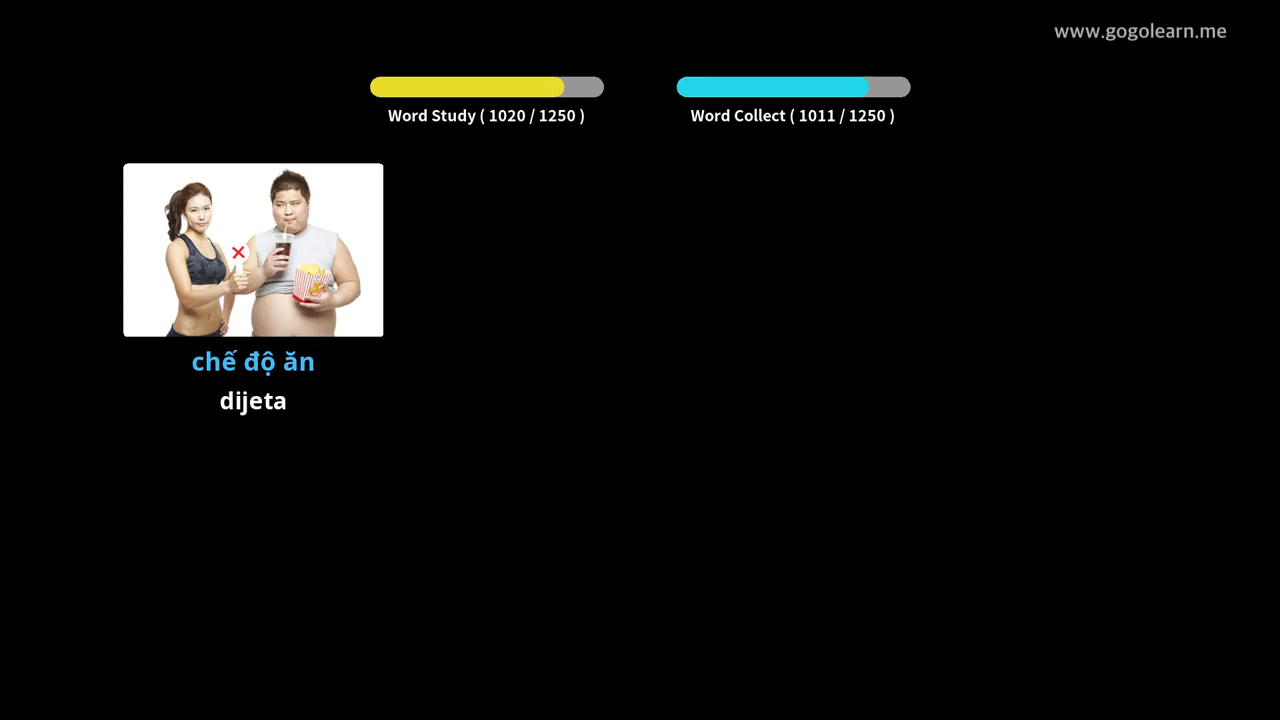 www.gogolearn.me
Word Study ( 1020 / 1250 )
Word Collect ( 1011 / 1250 )
chế độ ăn
dijeta